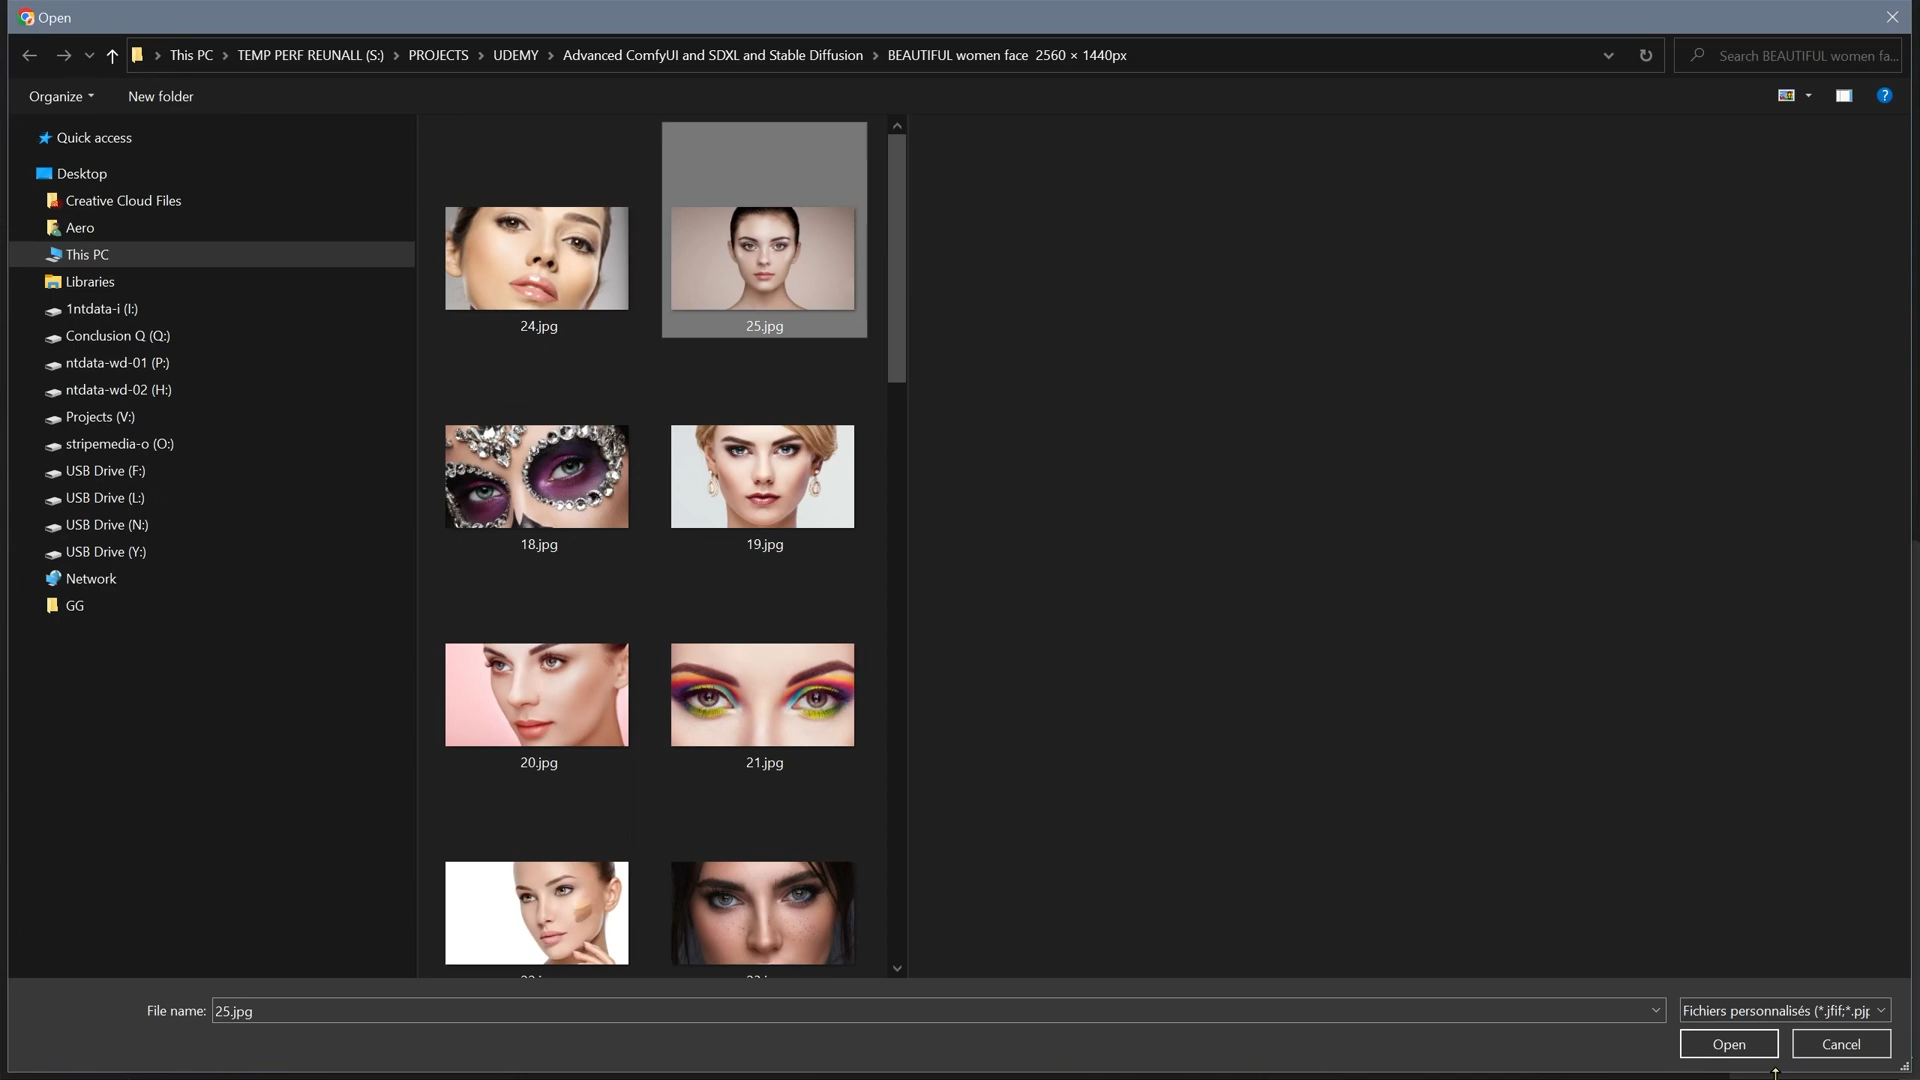 Open
This PC
TEMP PERF REUNALL (S:)
PROJECTS
UDEMY
Advanced ComfyUI and SDXL and Stable Diffusion
BEAUTIFUL women face 2560 × 1440px
Search BEAUTIFUL women fa...
Organize
New folder
Quick access
Desktop
Creative Cloud Files
Aero
This PC
Libraries
1ntdata-i (I:)
Conclusion Q (Q:)
ntdata-wd-01 (P:)
ntdata-wd-02 (H:)
Projects (V:)
stripemedia-o (O:)
USB Drive (F:)
USB Drive (L:)
USB Drive (N:)
USB Drive (Y:)
Network
GG
24.jpg
25.jpg
18.jpg
19.jpg
20.jpg
21.jpg
File name:
25.jpg
Fichiers personnalisés (*.jfif;*.pjp
Open
Cancel